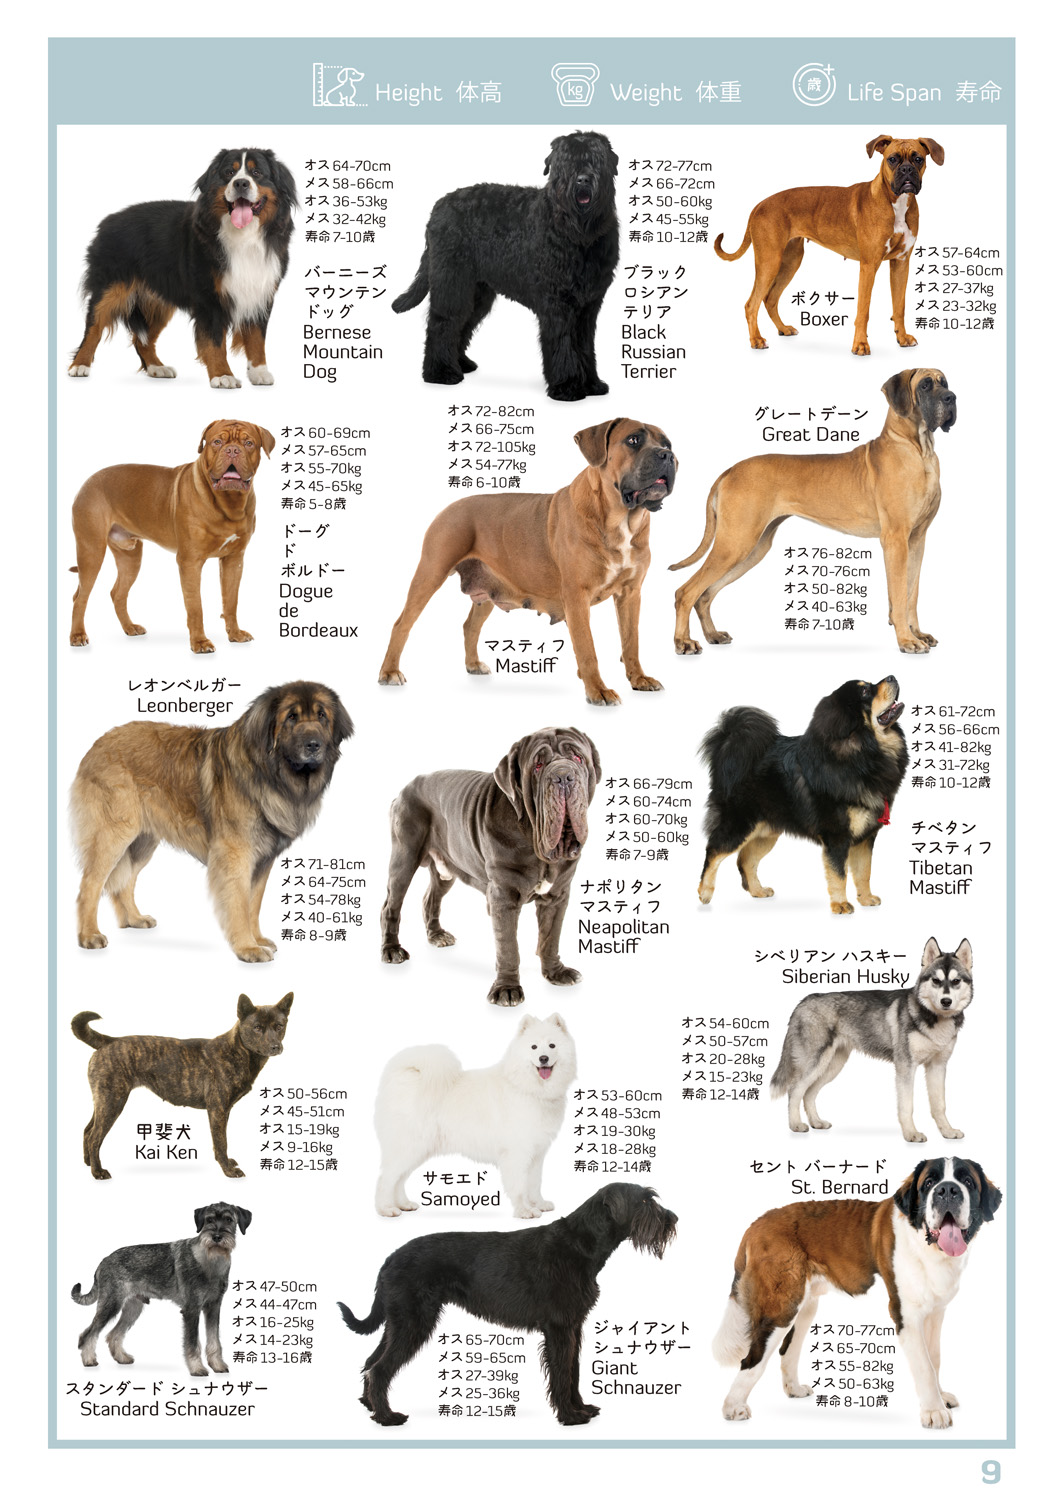 Height 体高
kg Weight 体重
歳 Life Span 寿命
オス64-70cm
メス58-66cm
オス36-53kg
メス32-42kg
寿命7-10歳
バーニーズ
マウンテン
ドッグ
Bernese
Mountain
Dog
オス72-77cm
メス66-72cm
オス50-60kg
メス45-55kg
寿命10-12歳
ブラック
ロシアン
テリア
Black
Russian
Terrier
オス57-64cm
メス53-60cm
オス27-37kg
メス23-32kg
寿命10-12歳
ボクサー
Boxer
オス60-69cm
メス57-65cm
オス55-70kg
メス45-65kg
寿命5-8歳
ドーグ
ド
ボルドー
Dogue
de
Bordeaux
オス72-82cm
メス66-75cm
オス72-105kg
メス54-77kg
寿命6-10歳
マスティフ
Mastiff
グレートデーン
Great Dane
オス76-82cm
メス70-76cm
オス50-82kg
メス40-63kg
寿命7-10歳
レオンベルガー
Leonberger
オス71-81cm
メス64-75cm
オス54-78kg
メス40-61kg
寿命8-9歳
オス66-79cm
メス60-74cm
オス60-70kg
メス50-60kg
寿命7-9歳
ナポリタン
マスティフ
Neapolitan
Mastiff
オス61-72cm
メス56-66cm
オス41-82kg
メス31-72kg
寿命10-12歳
チベタン
マスティフ
Tibetan
Mastiff
シベリアン ハスキー
Siberian Husky
オス54-60cm
メス50-57cm
オス20-28kg
メス15-23kg
寿命12-14歳
オス50-56cm
メス45-51cm
オス15-19kg
メス9-16kg
寿命12-15歳
甲斐犬
Kai Ken
オス53-60cm
メス48-53cm
オス19-30kg
メス18-28kg
寿命12-14歳
サモエド
Samoyed
セント バーナード
St. Bernard
オス70-77cm
メス65-70cm
オス55-82kg
メス50-63kg
寿命8-10歳
オス47-50cm
メス44-47cm
オス16-25kg
メス14-23kg
寿命13-16歳
スタンダード シュナウザー
Standard Schnauzer
オス65-70cm
メス59-65cm
オス27-39kg
メス25-36kg
寿命12-15歳
ジャイアント
シュナウザー
Giant
Schnauzer
9